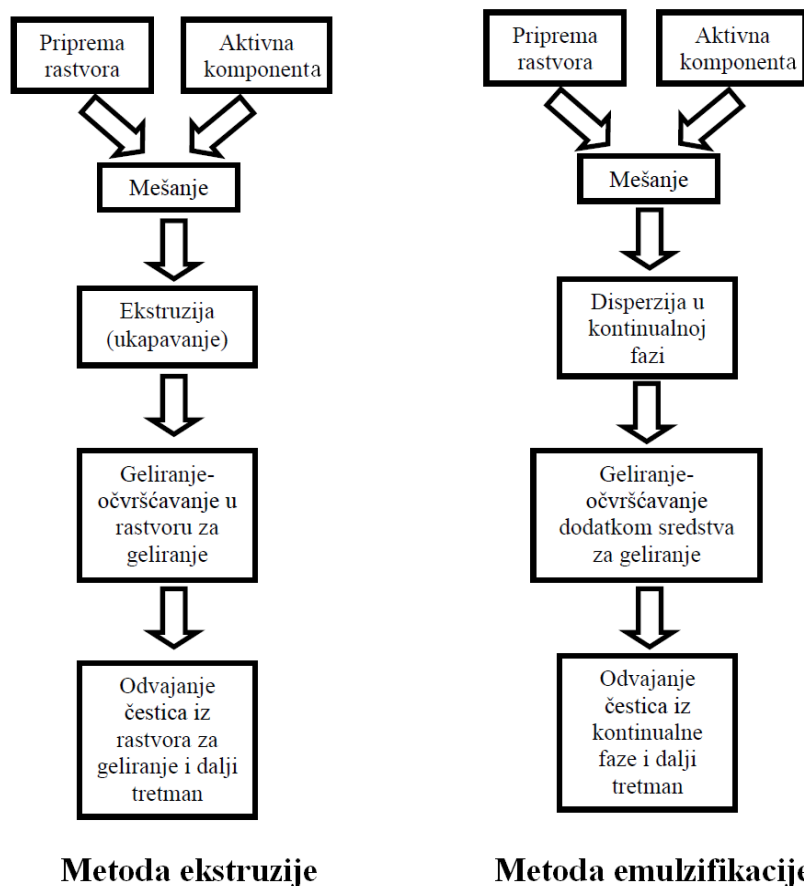 Priprema
rastvora
Aktivna
komponenta
Mešanje
Ekstruzija
(ukapavanje)
Geliranje-
očvršćavanje u
rastvoru za
geliranje
Odvajanje
čestica iz
rastvora za
geliranje i dalji
tretman
Metoda ekstruzije
Priprema
rastvora
Aktivna
komponenta
Mešanje
Disperzija u
kontinualnoj
fazi
Geliranje-
očvršćavanje
dodatkom sredstva
za geliranje
Odvajanje
čestica iz
kontinualne
faze i dalji
tretman
Metoda emulzifikacije